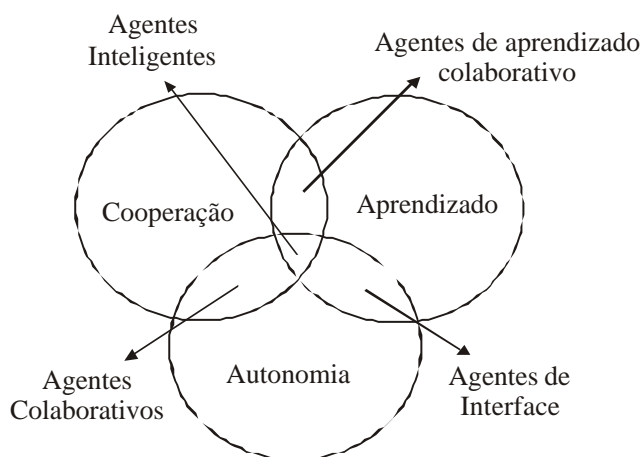 Agentes
Inteligentes
Agentes de aprendizado
colaborativo
Cooperação
Aprendizado
Agentes
Colaborativos
Autonomia
Agentes de
Interface